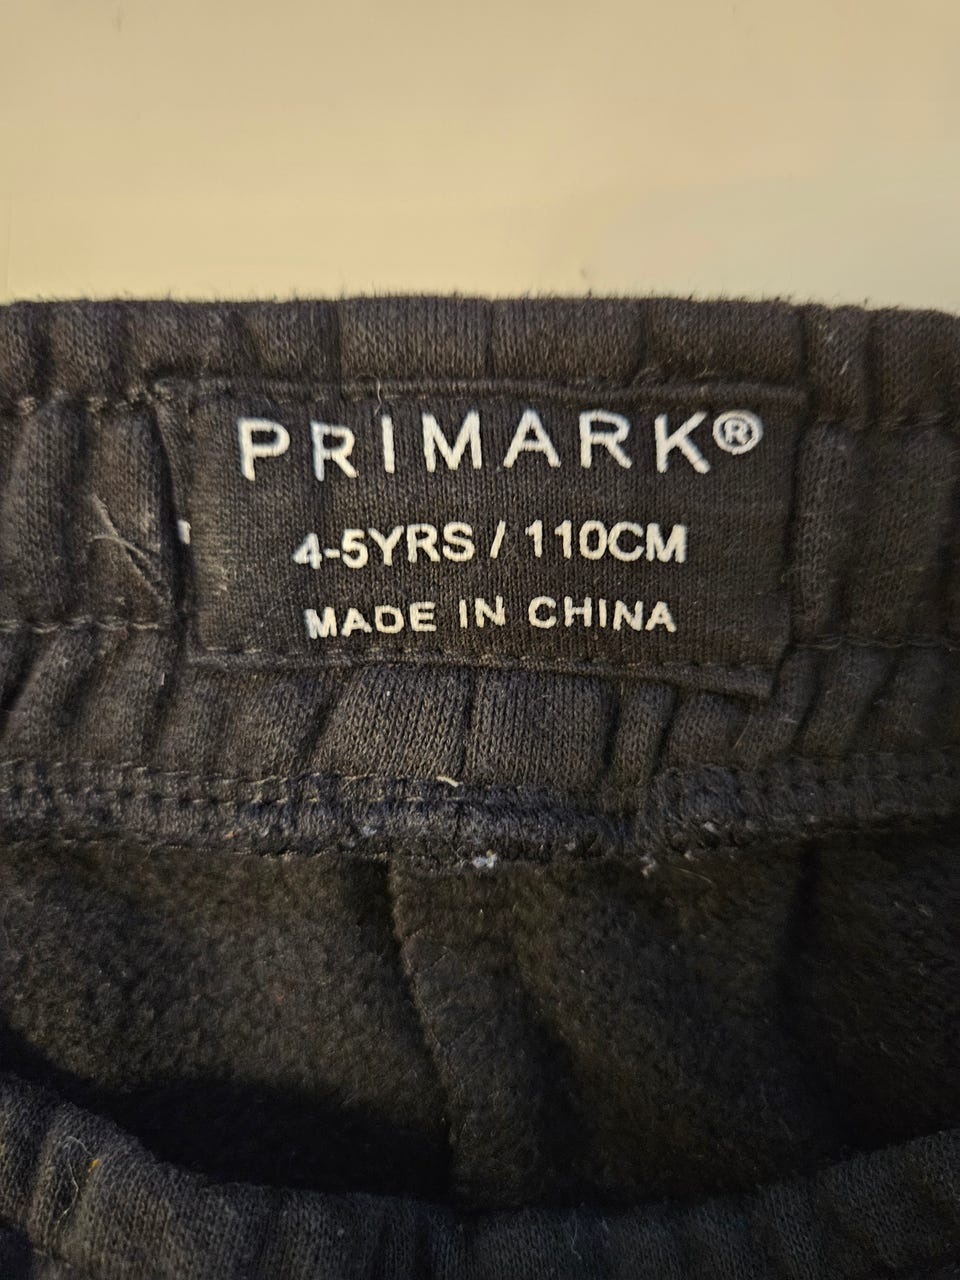 PRIMARK®
4-5YRS / 110CM
MADE IN CHINA